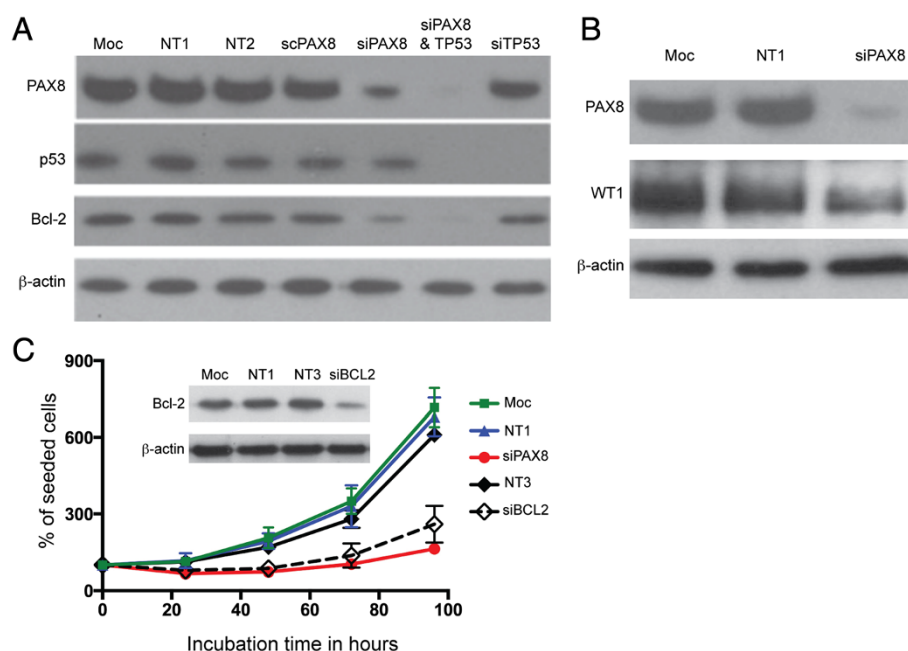 A
Moc NT1 NT2 scPAX8 siPAX8 siPAX8 & TP53 siTP53
PAX8
p53
Bcl-2
β-actin
B
Moc NT1 siPAX8
PAX8
WT1
β-actin
C
Moc NT1 NT3 siBCL2
Bcl-2
β-actin
900
600
300
0
0 20 40 60 80 100
% of seeded cells
Incubation time in hours
Moc
NT1
siPAX8
NT3
siBCL2